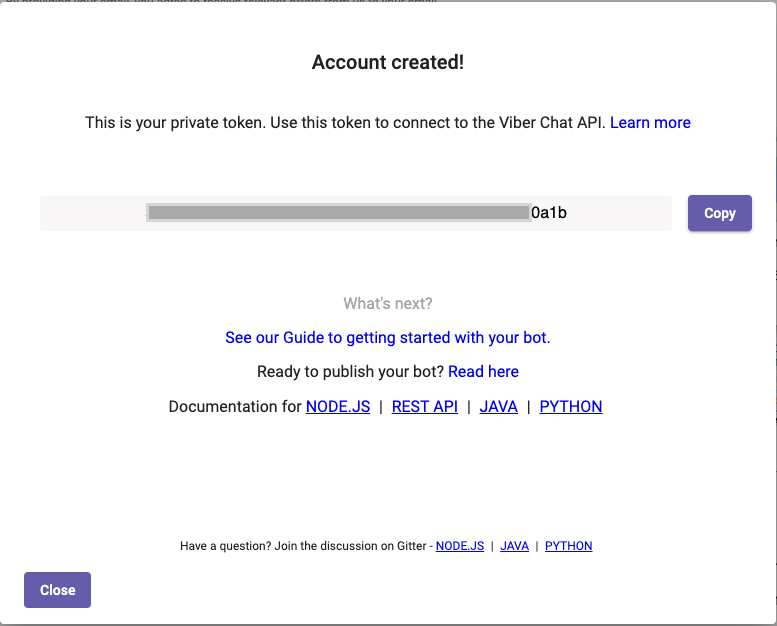 Account created!
This is your private token. Use this token to connect to the Viber Chat API. Learn more
0a1b
Copy
What's next?
See our Guide to getting started with your bot.
Ready to publish your bot? Read here
Documentation for NODE.JS | REST API | JAVA | PYTHON
Have a question? Join the discussion on Gitter - NODE.JS | JAVA | PYTHON
Close